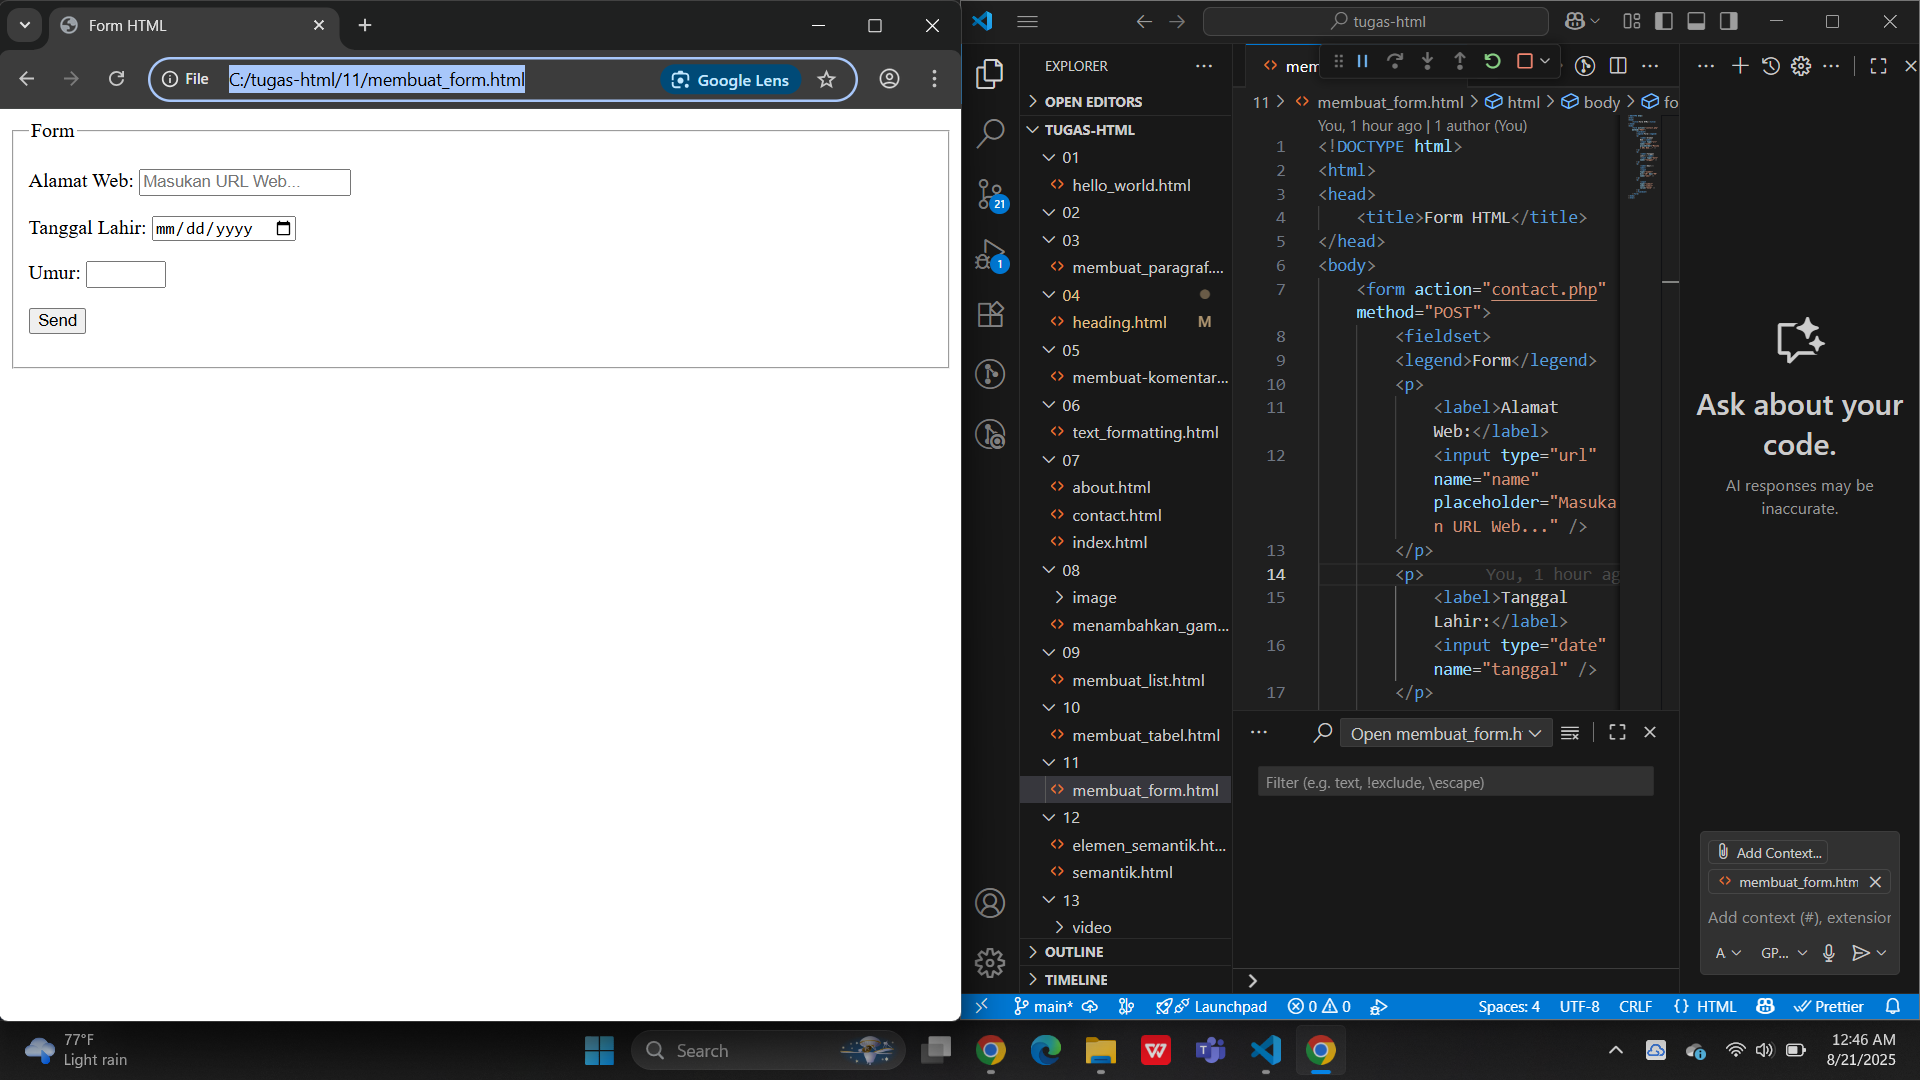 Form HTML
File
C:/tugas-html/11/membuat_form.html
Google Lens
Form
Alamat Web: Masukan URL Web...
Tanggal Lahir: mm/dd/yyyy
Umur:
Send
tugas-html
EXPLORER
OPEN EDITORS
TUGAS-HTML
01
hello_world.html
02
03
membuat_paragraf....
04
heading.html M
05
membuat-komentar...
06
text_formatting.html
07
about.html
contact.html
index.html
08
image
menambahkan_gam...
09
membuat_list.html
10
membuat_tabel.html
11
membuat_form.html
12
elemen_semantik.ht...
semantik.html
13
video
OUTLINE
TIMELINE
21
1
mem
11 > membuat_form.html > html > body > fo
You, 1 hour ago | 1 author (You)
1 <!DOCTYPE html>
2 <html>
3 <head>
4 <title>Form HTML</title>
5 </head>
6 <body>
7 <form action="contact.php"
method="POST">
8 <fieldset>
9 <legend>Form</legend>
10 <p>
11 <label>Alamat
Web:</label>
12 <input type="url"
name="name"
placeholder="Masuka
n URL Web..." />
13 </p>
14 <p> You, 1 hour ag
15 <label>Tanggal
Lahir:</label>
16 <input type="date"
name="tanggal" />
17 </p>
Open membuat_form.h
Filter (e.g. text, !exclude, \escape)
Ask about your
code.
AI responses may be
inaccurate.
Add Context...
membuat_form.htm
Add context (#), extension
A
GP...
main*
Launchpad
0
0
Spaces: 4
UTF-8
CRLF
{ } HTML
Prettier
77°F
Light rain
Search
12:46 AM
8/21/2025